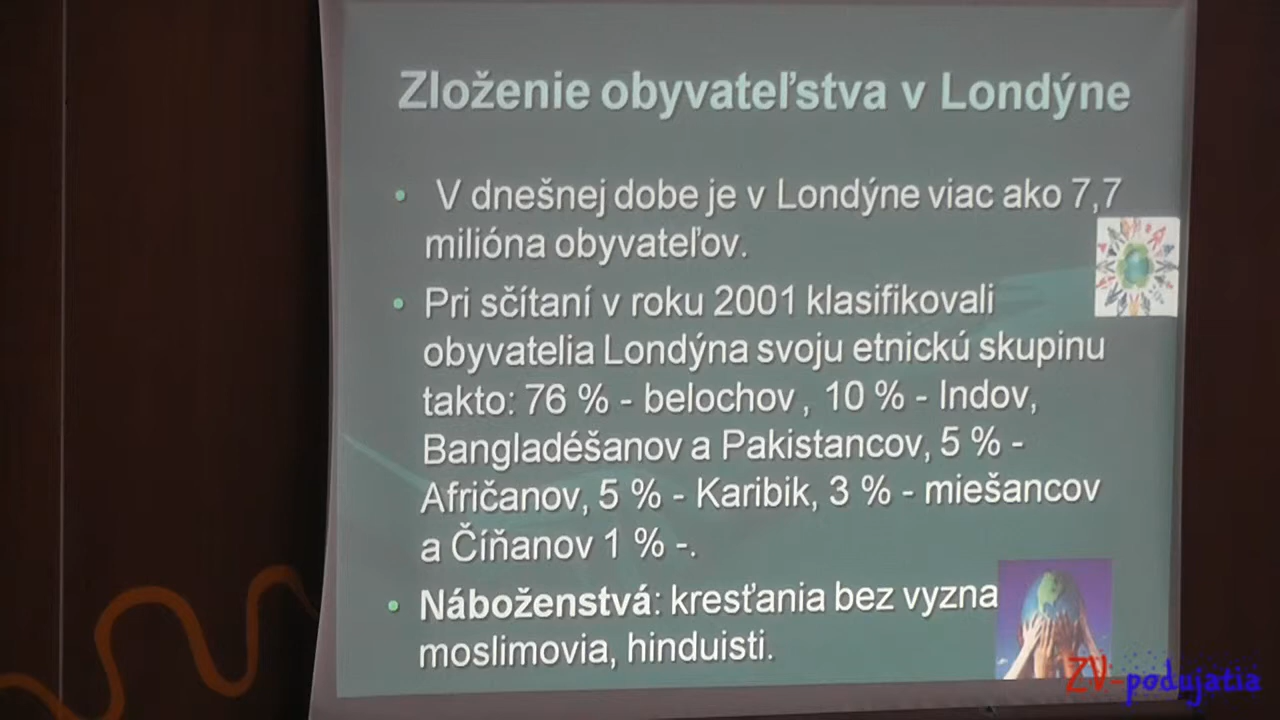 Zloženie obyvateľstva v Londýne
• V dnešnej dobe je v Londýne viac ako 7,7
milióna obyvateľov.
• Pri sčítaní v roku 2001 klasifikovali
obyvatelia Londýna svoju etnickú skupinu
takto: 76 % - belochov , 10 % - Indov,
Bangladéšanov a Pakistancov, 5 % -
Afričanov, 5 % - Karibik, 3 % - miešancov
a Číňanov 1 % -.
• Náboženstvá: kresťania bez vyzna
moslimovia, hinduisti.
ZV-podujatia